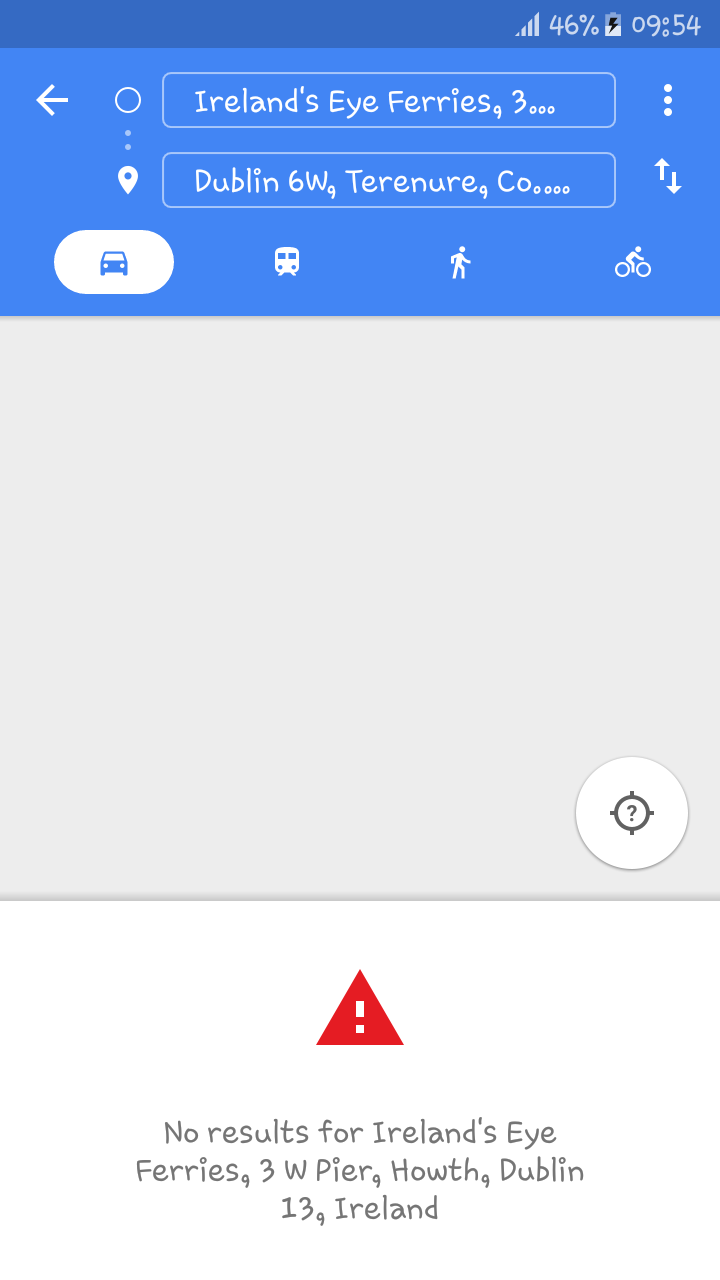 46% 09:54
Ireland's Eye Ferries, 3...
Dublin 6W, Terenure, Co....
?
No results for Ireland's Eye
Ferries, 3 W Pier, Howth, Dublin
13, Ireland